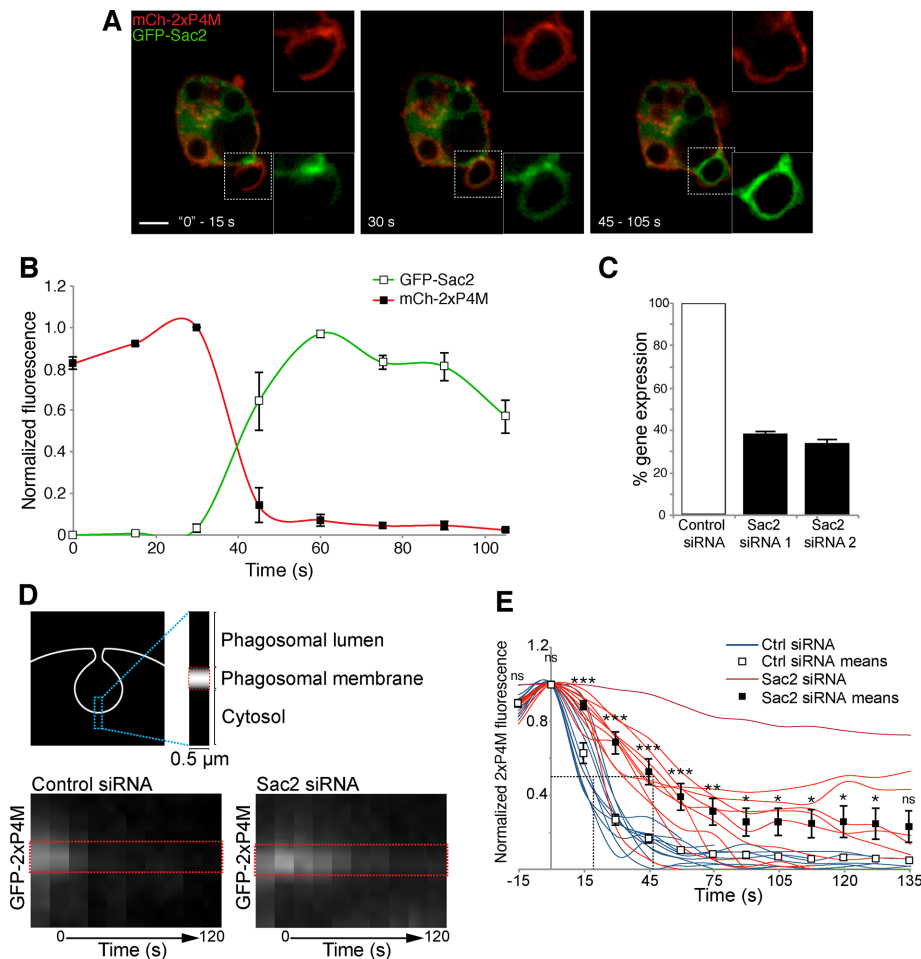 A
mCh-2xP4M
GFP-Sac2
"0" - 15 s
30 s
45 - 105 s
B
GFP-Sac2
mCh-2xP4M
Normalized fluorescence
1.2
1.0
0.8
0.6
0.4
0.2
0
0 20 40 60 80 100
Time (s)
C
% gene expression
100
80
60
40
20
0
Control siRNA
Sac2 siRNA 1
Sac2 siRNA 2
D
Phagosomal lumen
Phagosomal membrane
Cytosol
0.5 μm
Control siRNA
Sac2 siRNA
GFP-2xP4M
GFP-2xP4M
0 120
Time (s)
0 120
Time (s)
E
Normalized 2xP4M fluorescence
1.2
0.8
0.4
Ctrl siRNA
Ctrl siRNA means
Sac2 siRNA
Sac2 siRNA means
ns
ns
***
***
***
***
**
*
*
*
*
*
ns
-15 15 45 75 105 135
Time (s)